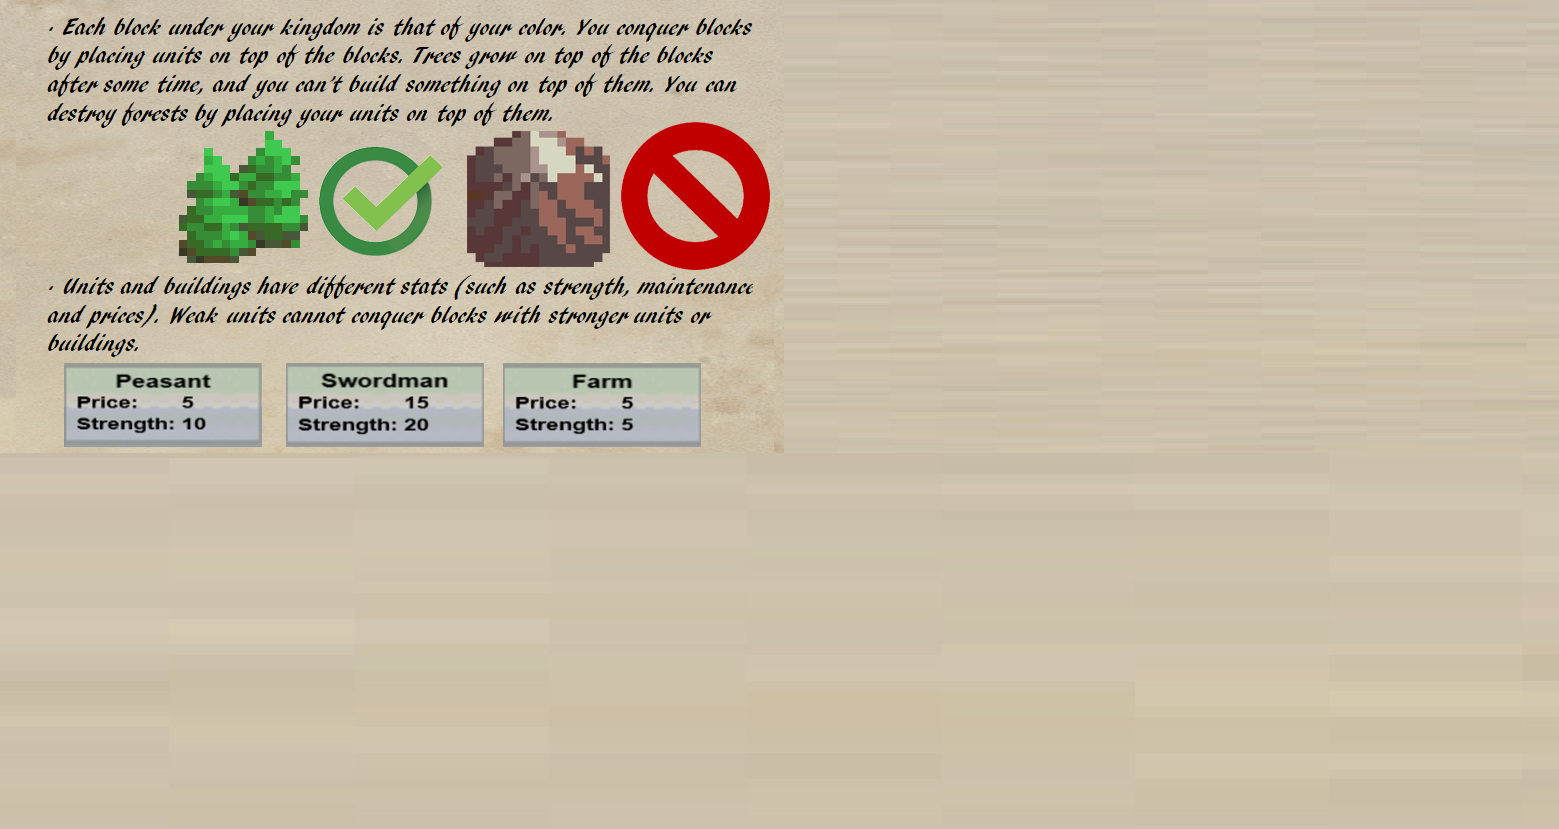 · Each block under your kingdom is that of your color. You conquer blocks
by placing units on top of the blocks. Trees grow on top of the blocks
after some time, and you can't build something on top of them. You can
destroy forests by placing your units on top of them.
· Units and buildings have different stats (such as strength, maintenance
and prices). Weak units cannot conquer blocks with stronger units or
buildings.
Peasant
Price: 5
Strength: 10
Swordman
Price: 15
Strength: 20
Farm
Price: 5
Strength: 5